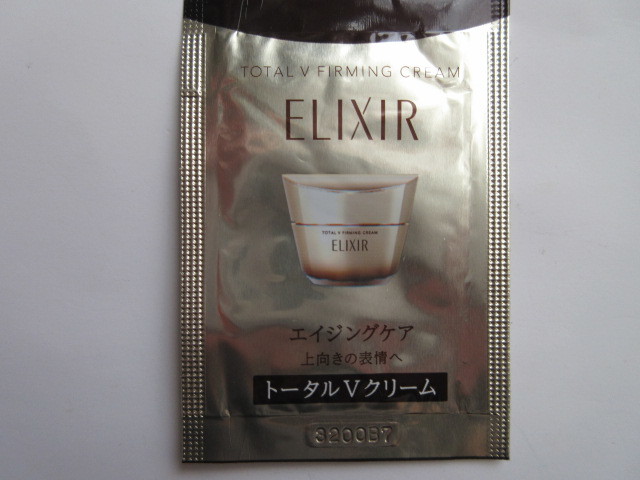 TOTAL V FIRMING CREAM
ELIXIR
TOTAL V FIRMING CREAM
ELIXIR
エイジングケア
上向きの表情へ
トータルVクリーム
3200B7